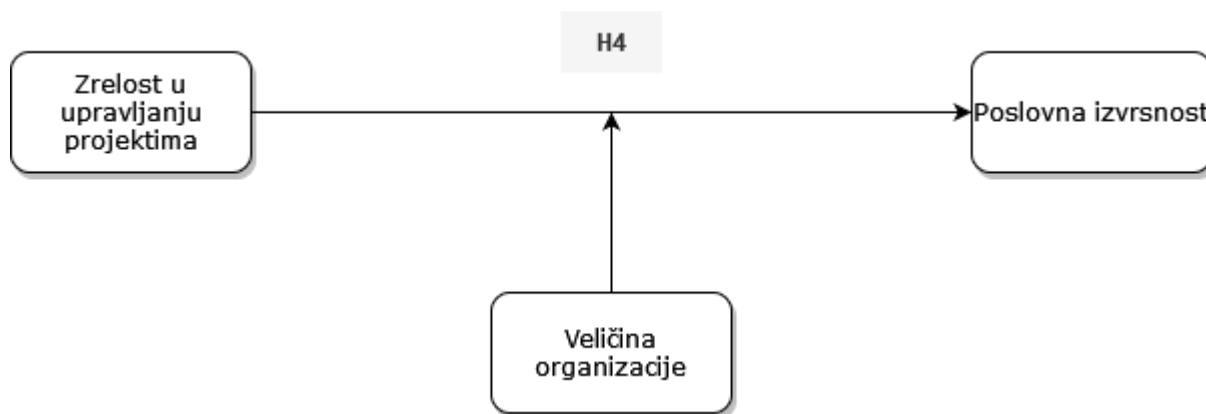 H4
Zrelost u
upravljanju
projektima
Poslovna izvrsnost
Veličina
organizacije